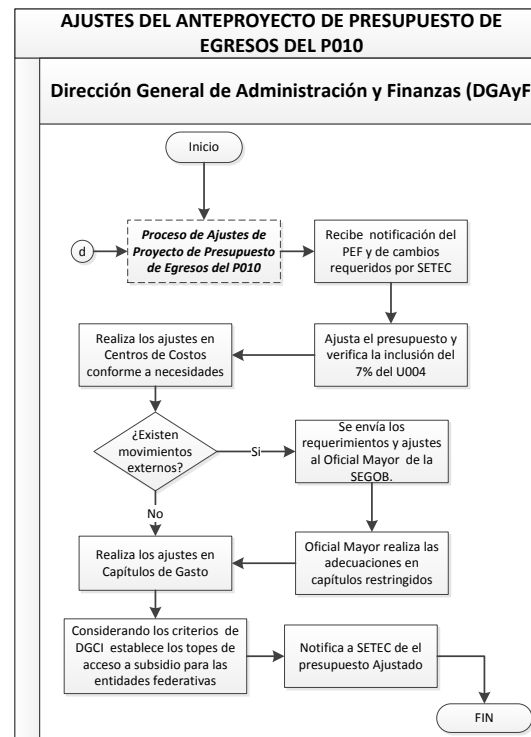 AJUSTES DEL ANTEPROYECTO DE PRESUPUESTO DE
EGRESOS DEL P010
Dirección General de Administración y Finanzas (DGAyF
Inicio
d
Proceso de Ajustes de
Proyecto de Presupuesto
de Egresos del P010
Recibe notificación del
PEF y de cambios
requeridos por SETEC
Ajusta el presupuesto y
verifica la inclusión del
7% del U004
Realiza los ajustes en
Centros de Costos
conforme a necesidades
¿Existen
movimientos
externos?
Si
Se envía los
requerimientos y ajustes
al Oficial Mayor de la
SEGOB.
No
Oficial Mayor realiza las
adecuaciones en
capítulos restringidos
Realiza los ajustes en
Capítulos de Gasto
Considerando los criterios de
DGCI establece los topes de
acceso a subsidio para las
entidades federativas
Notifica a SETEC de el
presupuesto Ajustado
FIN